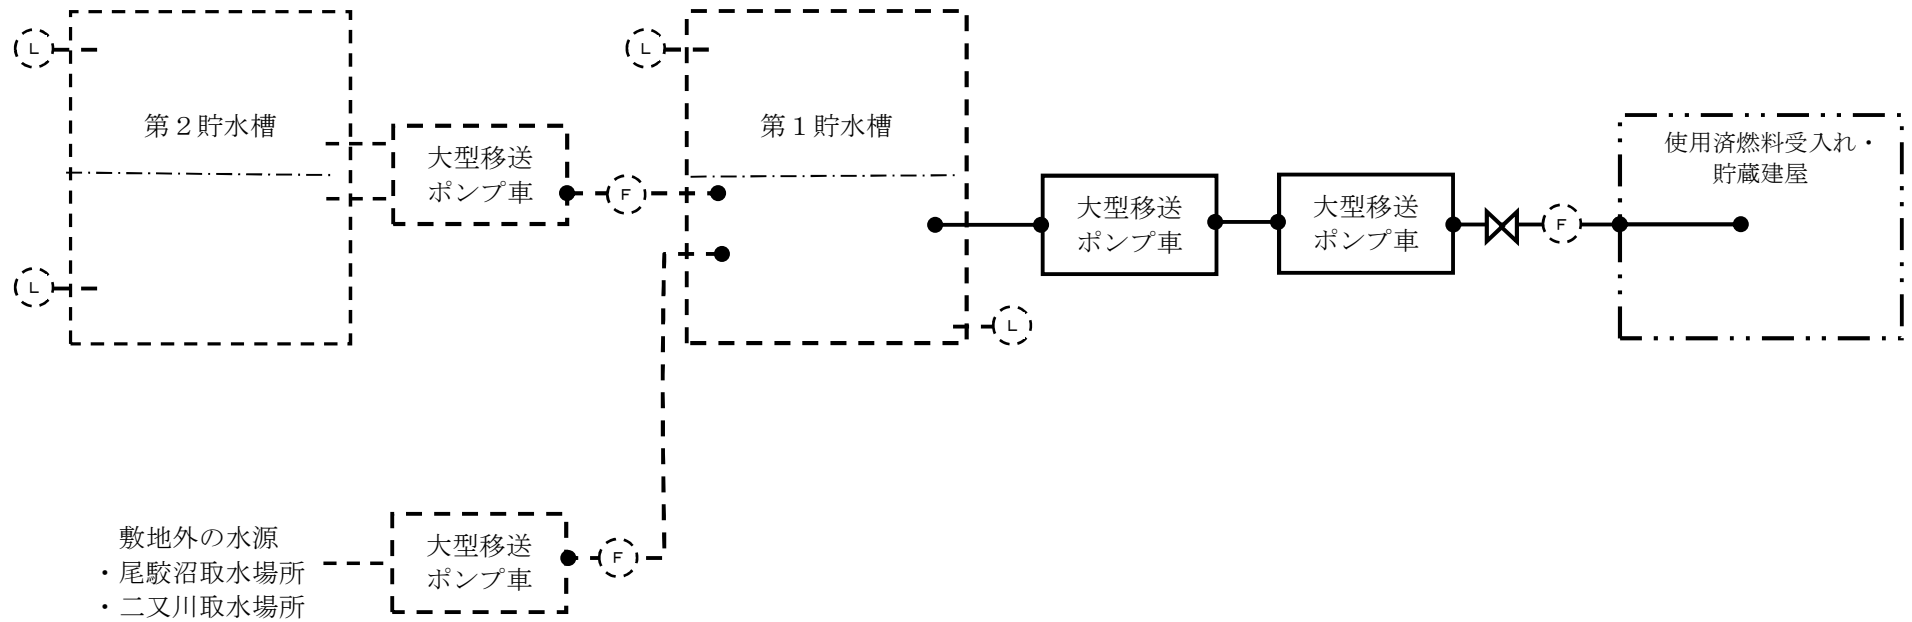 L
L
第２貯水槽
第１貯水槽
大型移送
ポンプ車
F
使用済燃料受入れ・
貯蔵建屋
大型移送
ポンプ車
大型移送
ポンプ車
F
L
L
敷地外の水源
・尾駮沼取水場所
・二又川取水場所
大型移送
ポンプ車
F